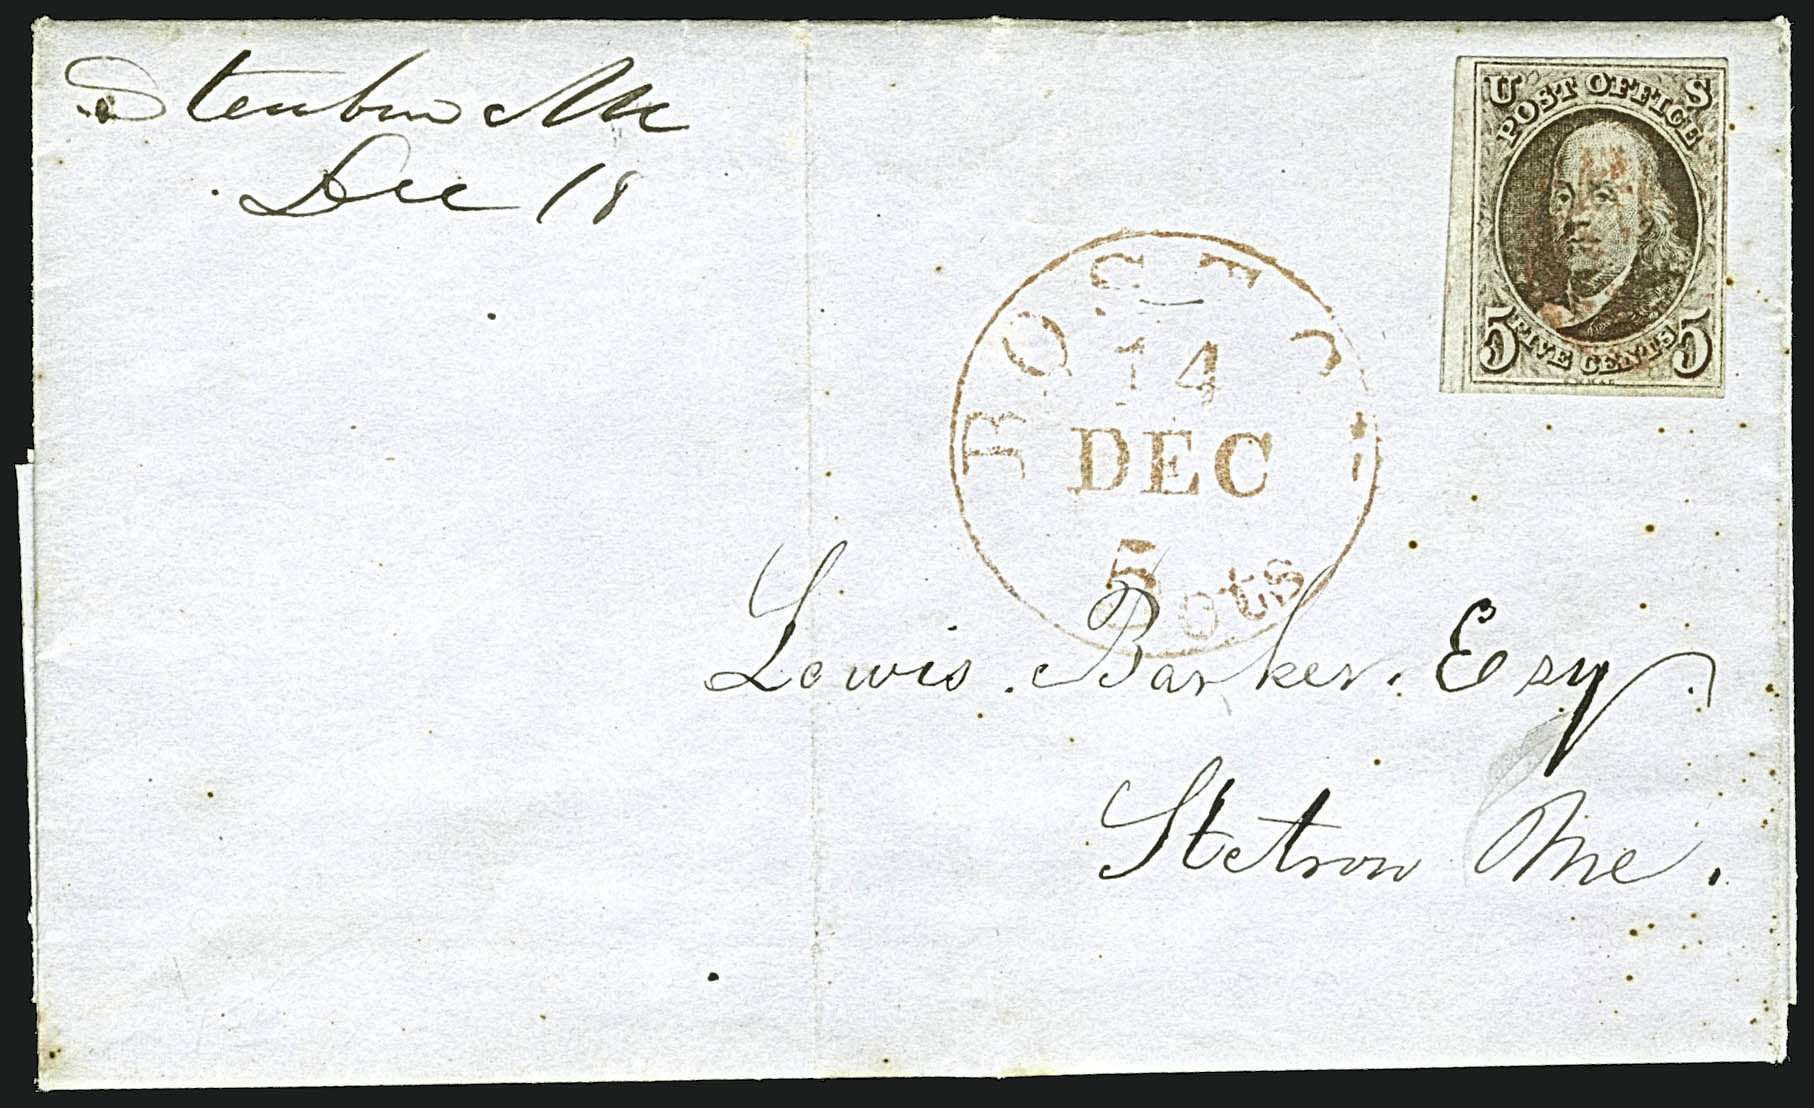 Steuben Me
Dec 18
U S
POST OFFICE
5 FIVE CENTS 5
BOSTON
14
DEC
5 cts
Lewis Barker. Esq
Stetson Me.